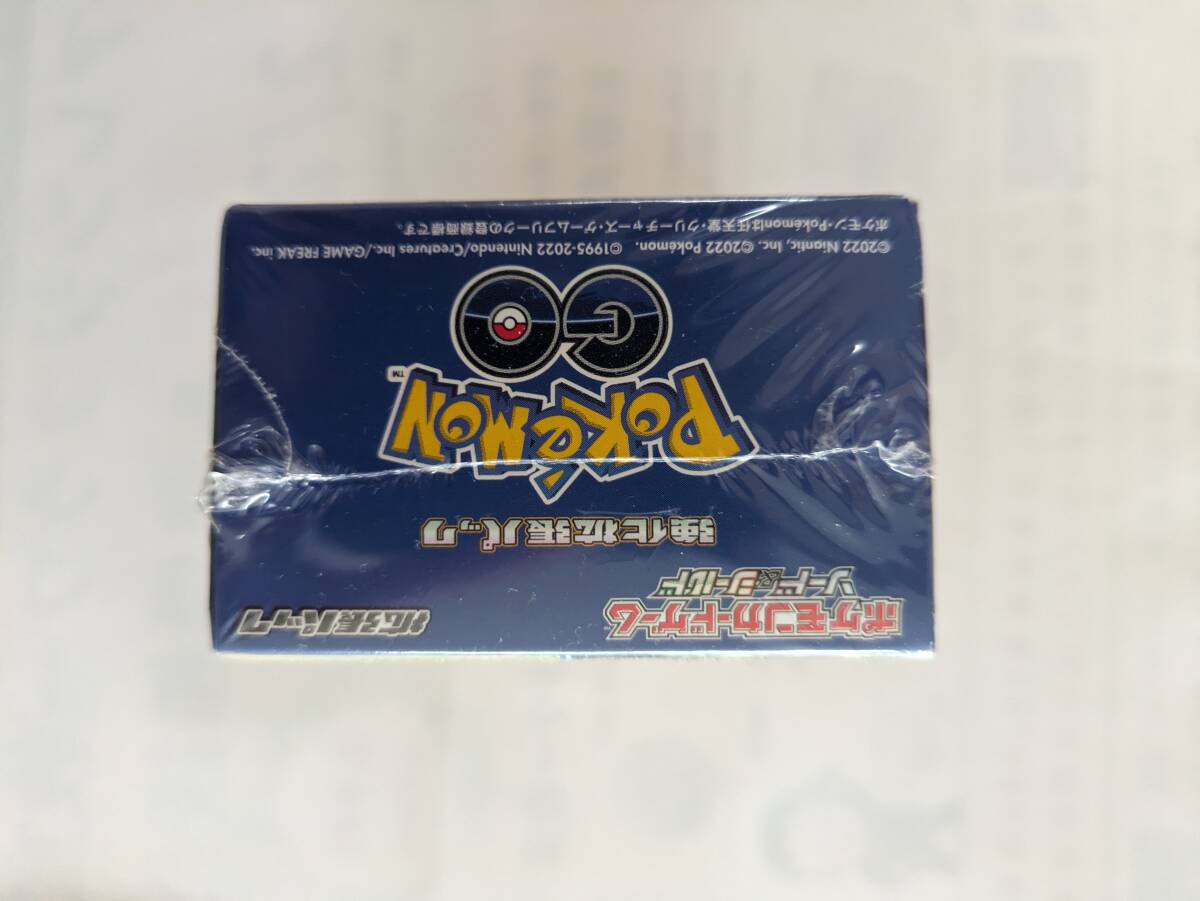 ポケモンカードゲーム
ソード&シールド
拡張パック
強化拡張パック
POKÉMON
GO
TM
©2022 Niantic, Inc. ©2022 Pokémon. ©1995-2022 Nintendo/Creatures Inc./GAME FREAK inc.
ポケモン・Pokémonは任天堂・クリーチャーズ・ゲームフリークの登録商標です。